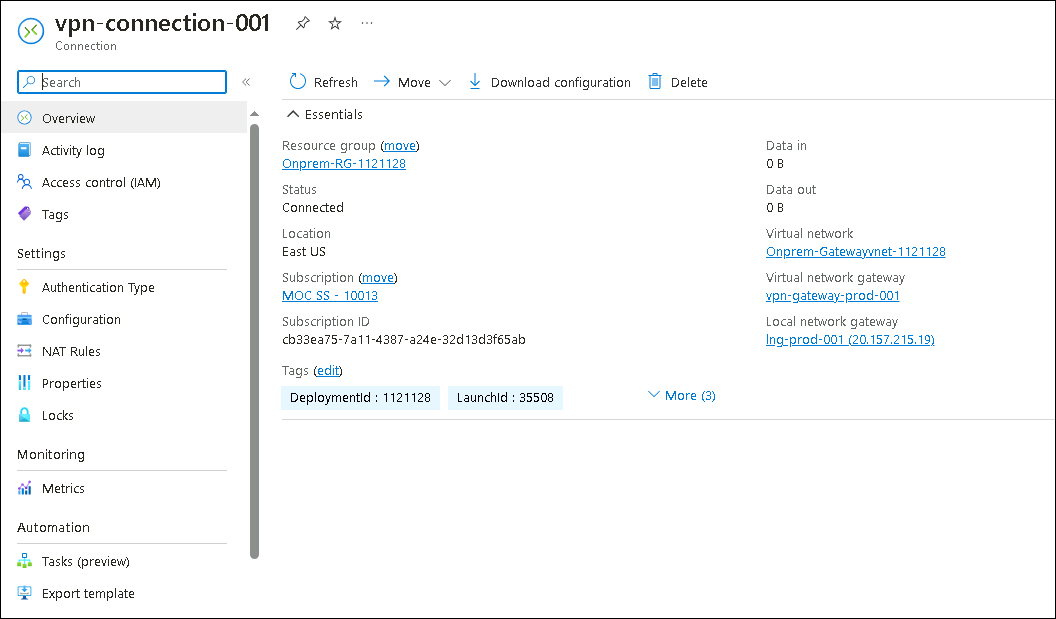 vpn-connection-001
Connection
Search
Overview
Activity log
Access control (IAM)
Tags
Settings
Authentication Type
Configuration
NAT Rules
Properties
Locks
Monitoring
Metrics
Automation
Tasks (preview)
Export template
Refresh Move Download configuration Delete
Essentials
Resource group (move)
Onprem-RG-1121128
Status
Connected
Location
East US
Subscription (move)
MOC SS - 10013
Subscription ID
cb33ea75-7a11-4387-a24e-32d13d3f65ab
Tags (edit)
DeploymentId : 1121128 LaunchId : 35508 More (3)
Data in
0 B
Data out
0 B
Virtual network
Onprem-Gatewayvnet-1121128
Virtual network gateway
vpn-gateway-prod-001
Local network gateway
lng-prod-001 (20.157.215.19)